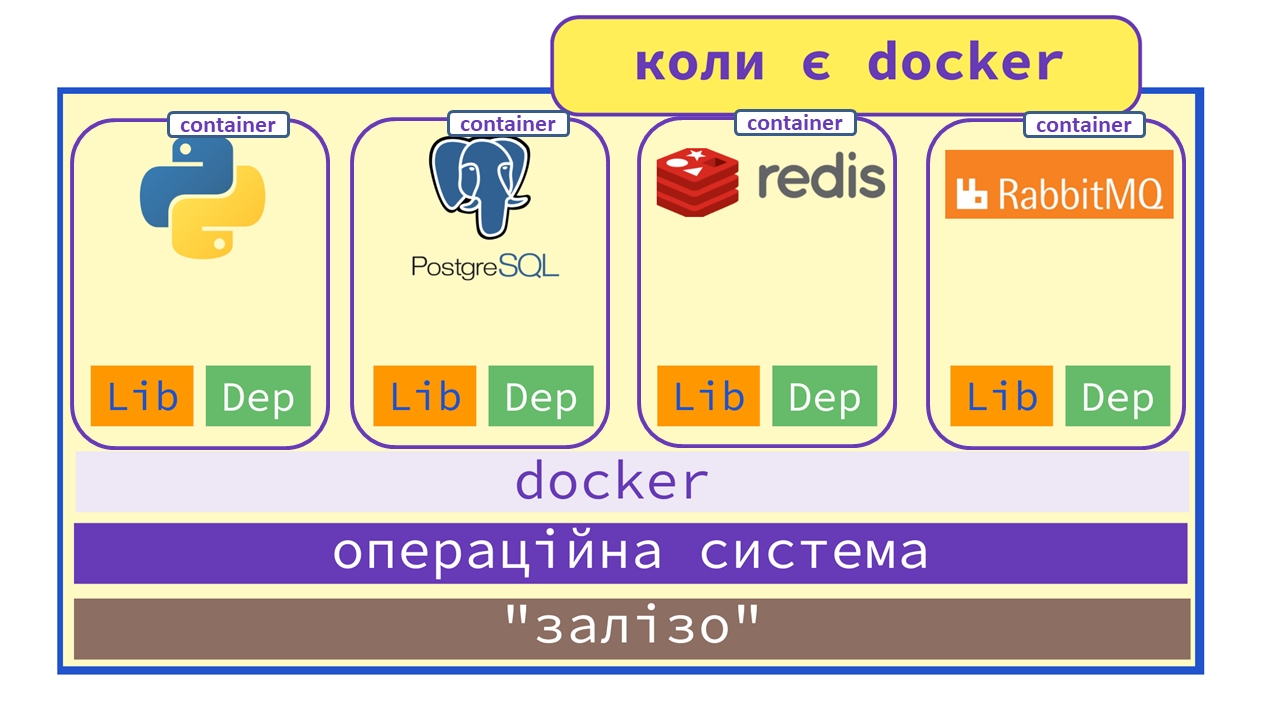 коли є docker
container
container
container
container
PostgreSQL
redis
RabbitMQ
Lib Dep
Lib Dep
Lib Dep
Lib Dep
docker
операційна система
"залізо"